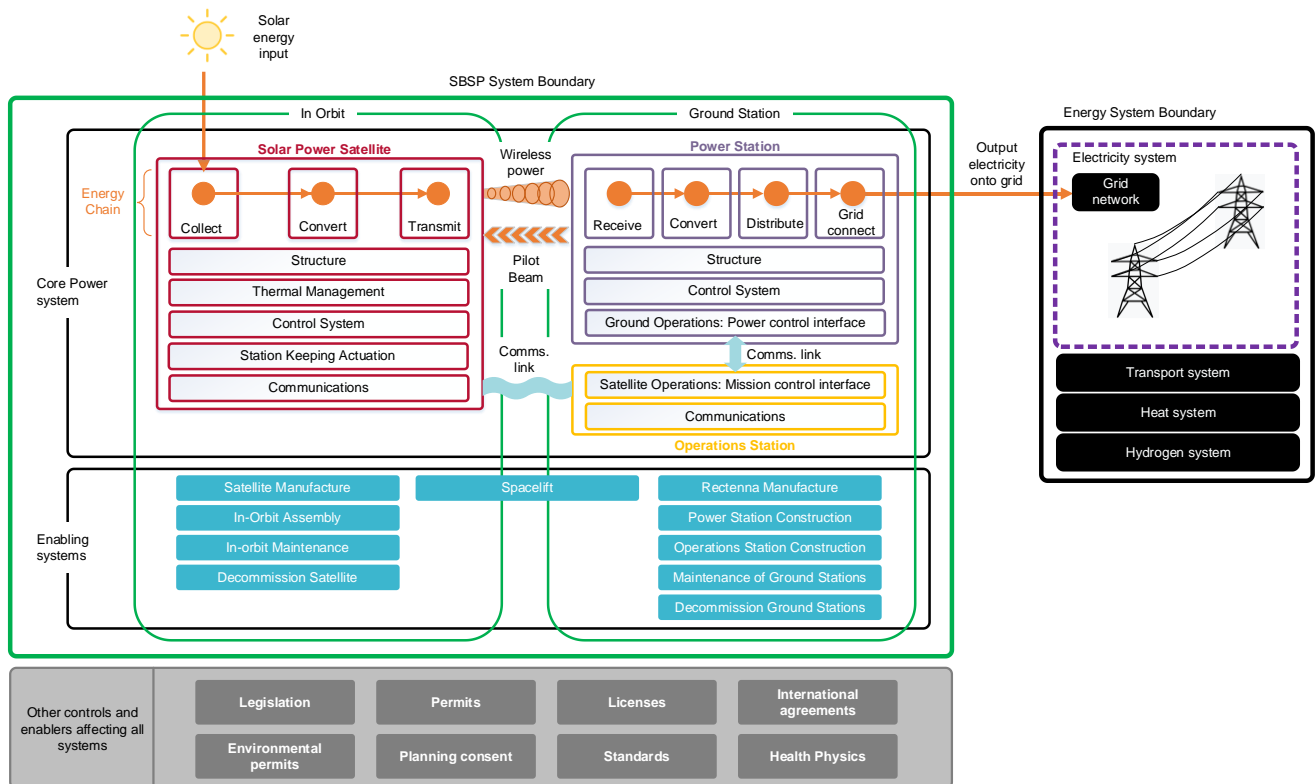 Solar
energy
input
SBSP System Boundary
In Orbit
Ground Station
Energy System Boundary
Solar Power Satellite
Wireless
power
Power Station
Output
electricity
onto grid
Electricity system
Grid
network
Energy
Chain
Collect
Convert
Transmit
Receive
Convert
Distribute
Grid
connect
Pilot
Beam
Structure
Thermal Management
Control System
Station Keeping Actuation
Communications
Structure
Control System
Ground Operations: Power control interface
Core Power
system
Comms.
link
Comms. link
Satellite Operations: Mission control interface
Communications
Operations Station
Transport system
Heat system
Hydrogen system
Enabling
systems
Satellite Manufacture
In-Orbit Assembly
In-orbit Maintenance
Decommission Satellite
Spacelift
Rectenna Manufacture
Power Station Construction
Operations Station Construction
Maintenance of Ground Stations
Decommission Ground Stations
Other controls and
enablers affecting all
systems
Legislation
Permits
Licenses
International
agreements
Environmental
permits
Planning consent
Standards
Health Physics